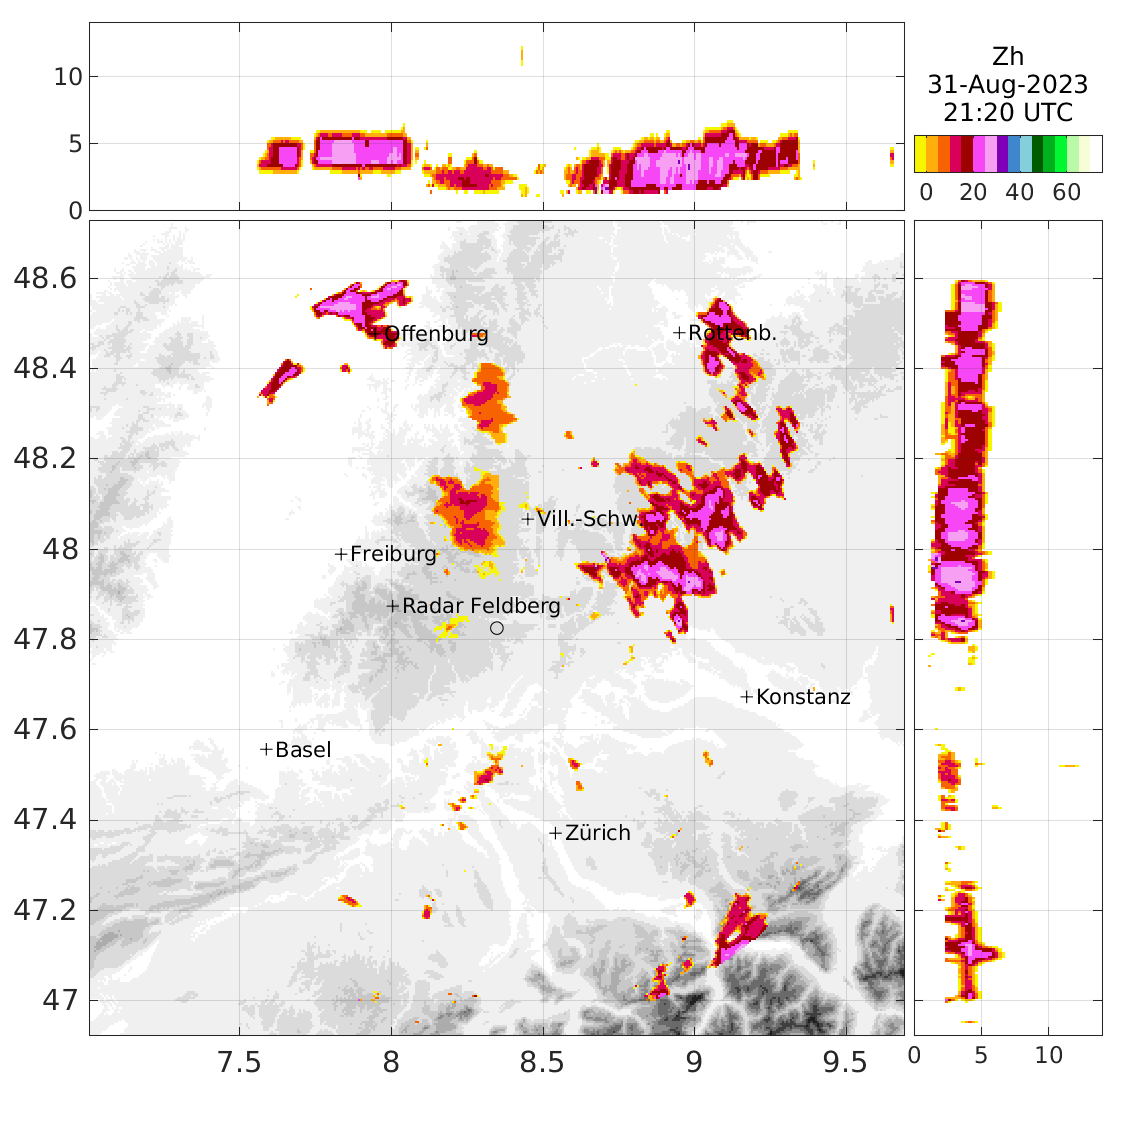 10
5
0
Zh
31-Aug-2023
21:20 UTC
0 20 40 60
48.6
48.4
48.2
48
47.8
47.6
47.4
47.2
47
+Offenburg
+Rottenb.
+Vill.-Schw.
+Freiburg
+Radar Feldberg
+Konstanz
+Basel
+Zürich
7.5 8 8.5 9 9.5
0 5 10